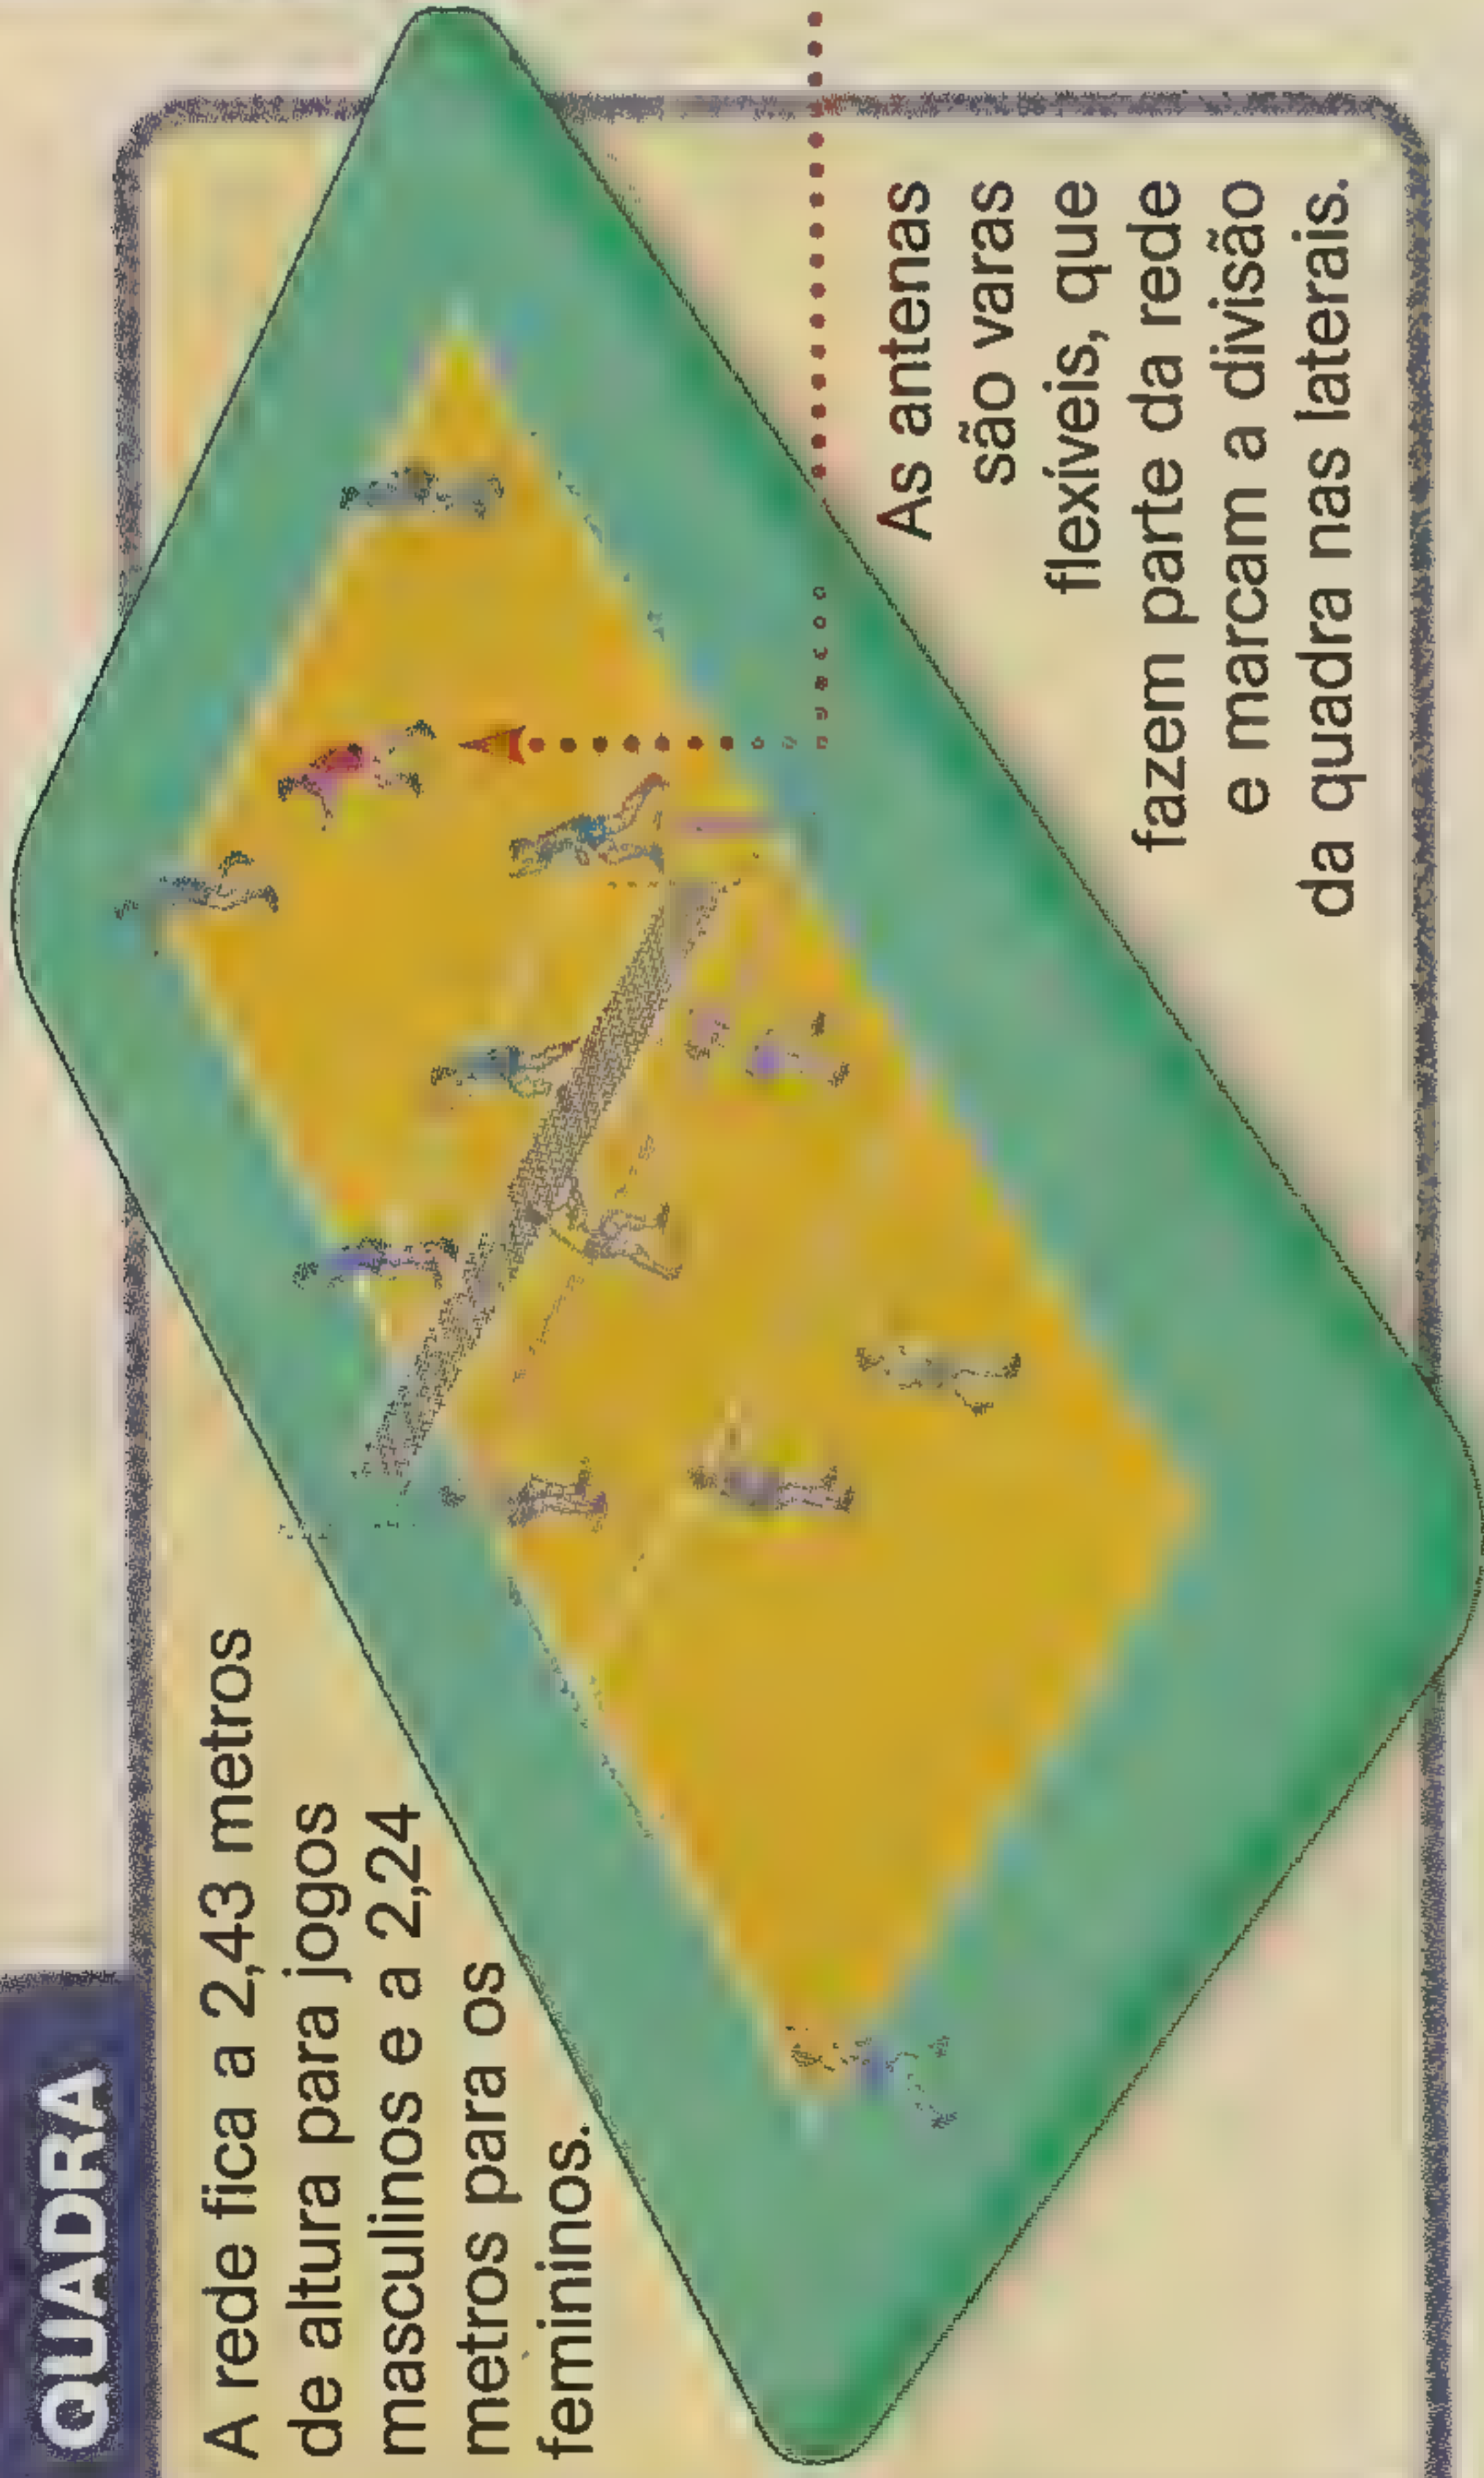 QUADRA
A rede fica a 2,43 metros
de altura para jogos
masculinos e a 2,24
metros para os
femininos.
As antenas
são varas
flexíveis, que
fazem parte da rede
e marcam a divisão
da quadra nas laterais.